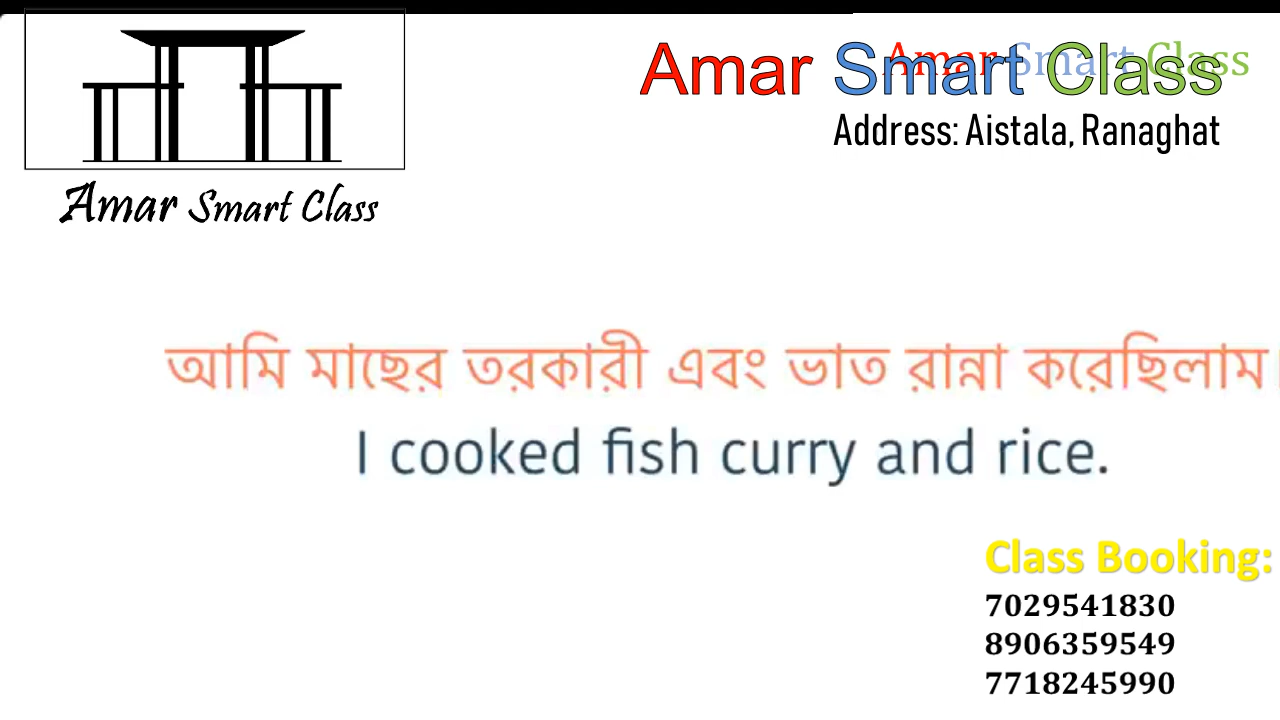 Amar Smart Class
Amar Smart Class
Address: Aistala, Ranaghat
Amar Smart Class
আমি মাছের তরকারী এবং ভাত রান্না করেছিলাম।
I cooked fish curry and rice.
Class Booking:
7029541830
8906359549
7718245990